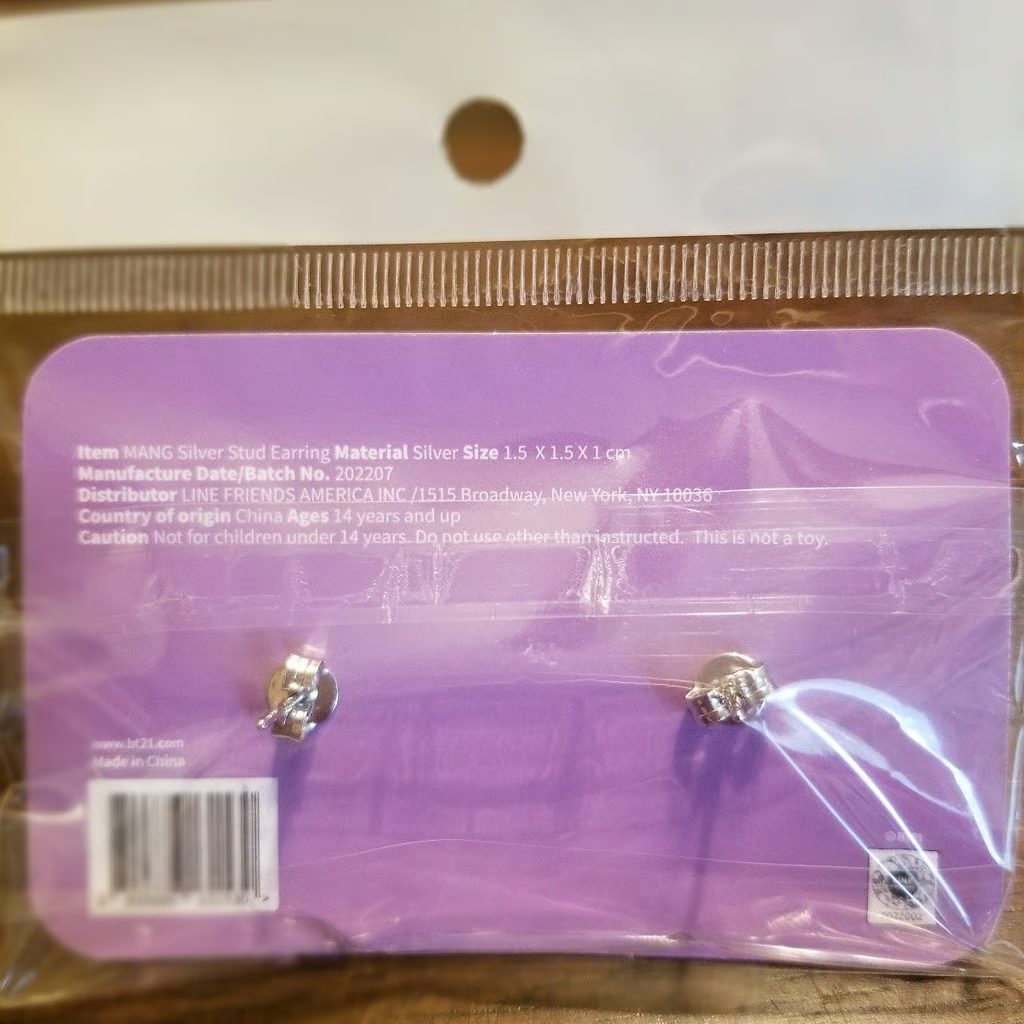 Item MANG Silver Stud Earring Material Silver Size 1.5 X 1.5 X 1 cm
Manufacture Date/Batch No. 202207
Distributor LINE FRIENDS AMERICA INC /1515 Broadway, New York, NY 10036
Country of origin China Ages 14 years and up
Caution Not for children under 14 years. Do not use other than instructed. This is not a toy.
www.bt21.com
Made in China